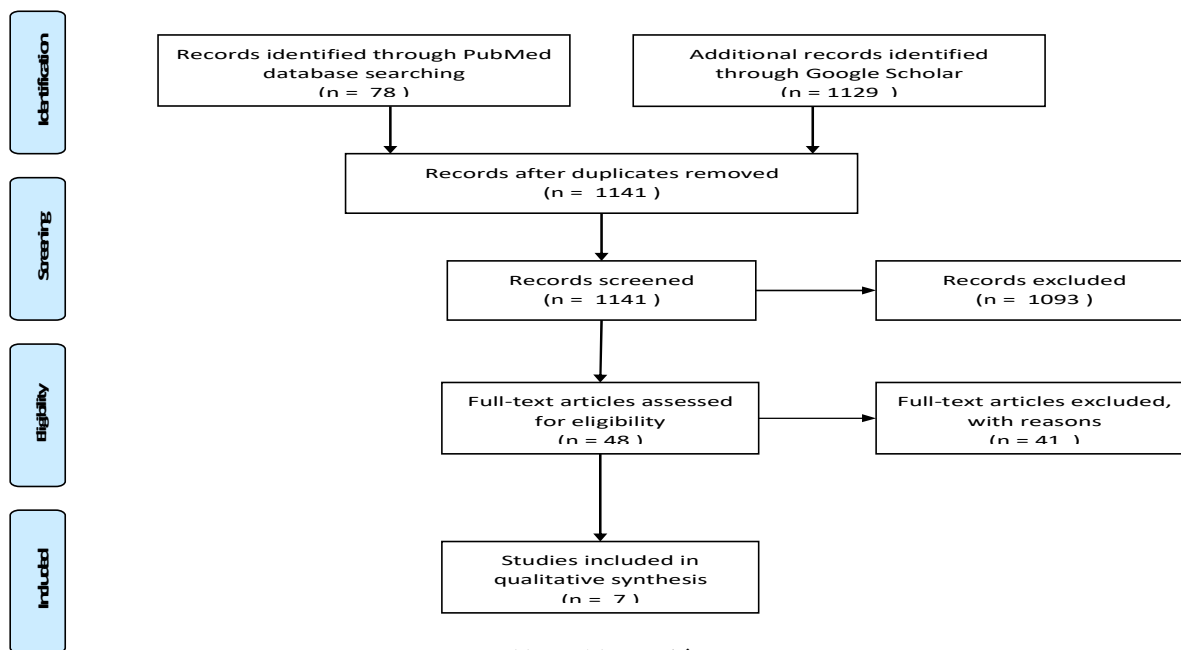 Identification
Records identified through PubMed
database searching
(n = 78 )
Additional records identified
through Google Scholar
(n = 1129 )
Records after duplicates removed
(n = 1141 )
Screening
Records screened
(n = 1141 )
Records excluded
(n = 1093 )
Eligibility
Full-text articles assessed
for eligibility
(n = 48 )
Full-text articles excluded,
with reasons
(n = 41 )
Included
Studies included in
qualitative synthesis
(n = 7 )